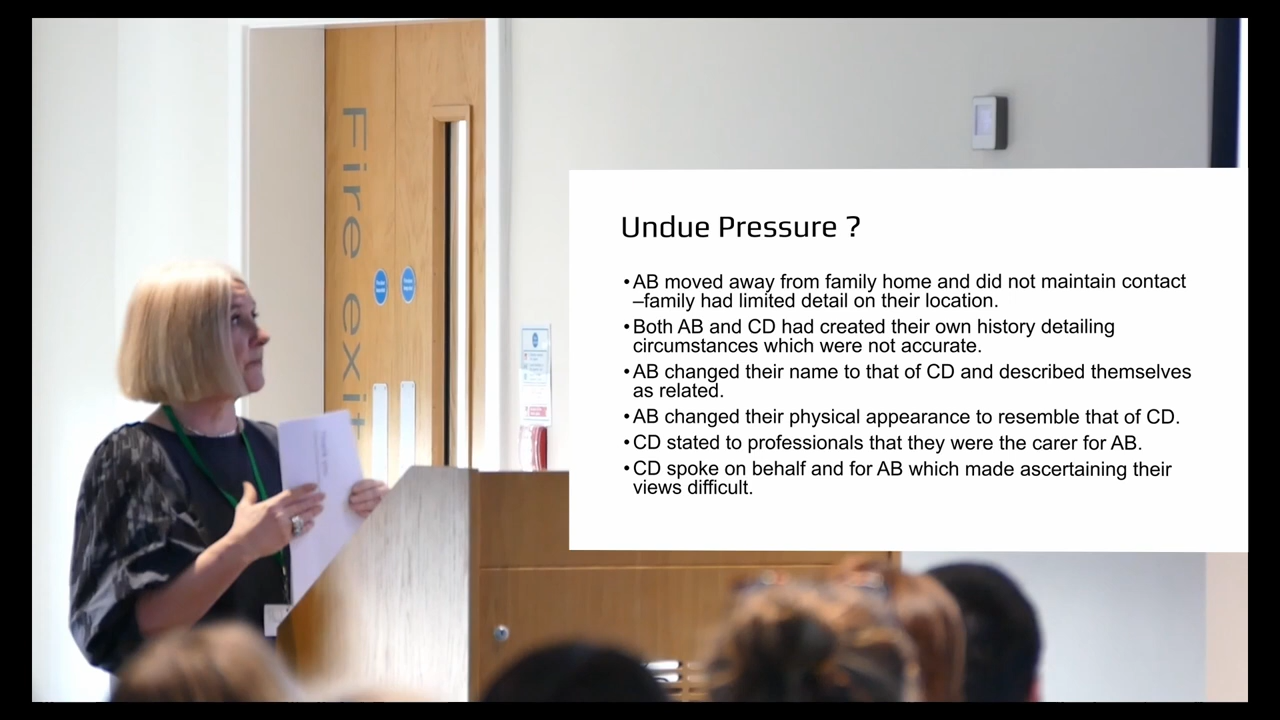 Fire exit
Undue Pressure ?
•AB moved away from family home and did not maintain contact
–family had limited detail on their location.
•Both AB and CD had created their own history detailing
circumstances which were not accurate.
•AB changed their name to that of CD and described themselves
as related.
•AB changed their physical appearance to resemble that of CD.
•CD stated to professionals that they were the carer for AB.
•CD spoke on behalf and for AB which made ascertaining their
views difficult.